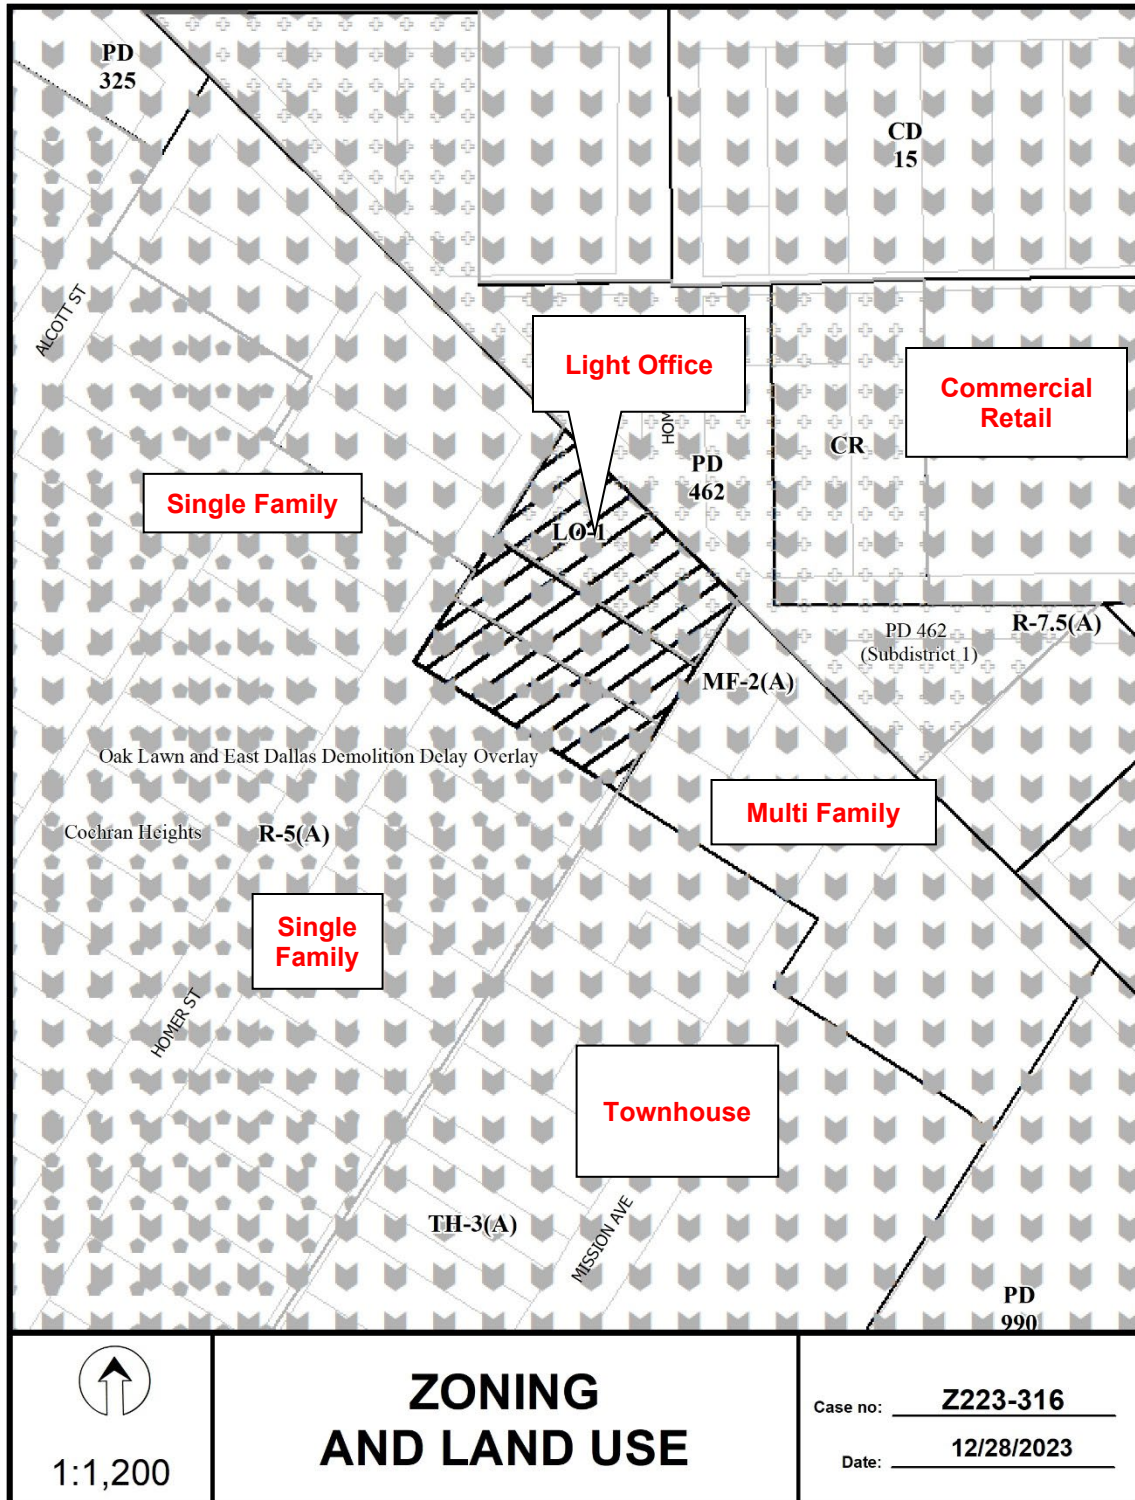 PD
325
CD
15
ALCOTT ST
Light Office
Commercial
Retail
HOM
CR
PD
462
Single Family
LO-1
R-7.5(A)
PD 462
(Subdistrict 1)
MF-2(A)
Oak Lawn and East Dallas Demolition Delay Overlay
Multi Family
Cochran Heights
R-5(A)
Single
Family
HOMER ST
Townhouse
TH-3(A)
MISSION AVE
PD
990
1:1,200
ZONING
AND LAND USE
Case no: Z223-316
Date: 12/28/2023